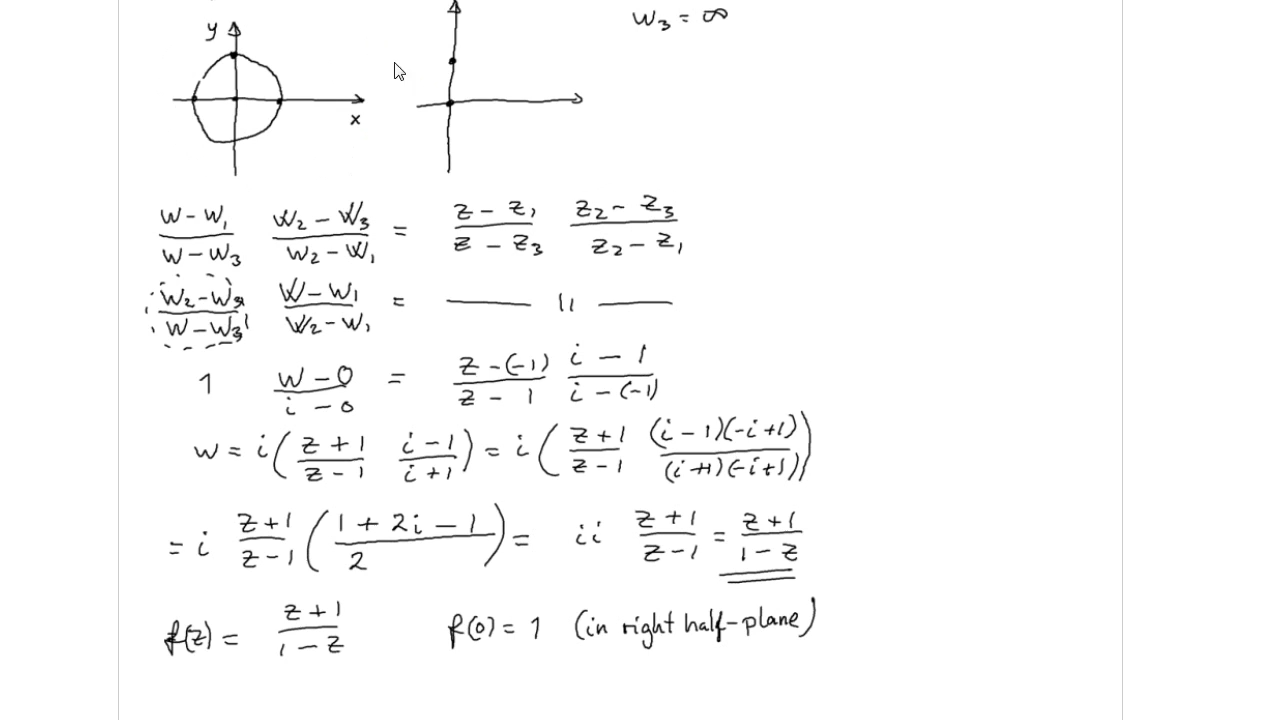 w₃ = ∞
y
x
(w - w₁)/(w - w₃) (w₂ - w₃)/(w₂ - w₁) = (z - z₁)/(z - z₃) (z₂ - z₃)/(z₂ - z₁)
(w₂ - w₃)/(w - w₃) (w - w₁)/(w₂ - w₁) = —— 11 ——
1 (w - 0)/(i - 0) = (z - (-1))/(z - 1) (i - 1)/(i - (-1))
w = i((z + 1)/(z - 1) (i - 1)/(i + 1)) = i((z + 1)/(z - 1) ((i - 1)(-i + 1))/((i + 1)(-i + 1)))
= i (z + 1)/(z - 1) ((1 + 2i - 1)/2) = ii (z + 1)/(z - 1) = (z + 1)/(1 - z)
f(z) = (z + 1)/(1 - z) f(0) = 1 (in right half-plane)